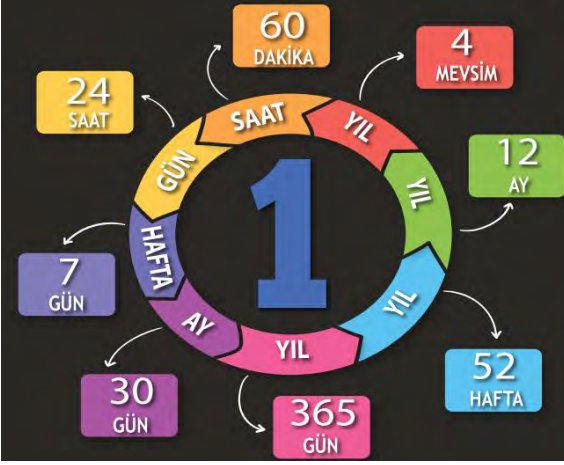 60
DAKİKA
4
MEVSİM
24
SAAT
SAAT
YIL
12
AY
GÜN
YIL
1
HAFTA
7
GÜN
YIL
AY
YIL
52
HAFTA
30
GÜN
365
GÜN